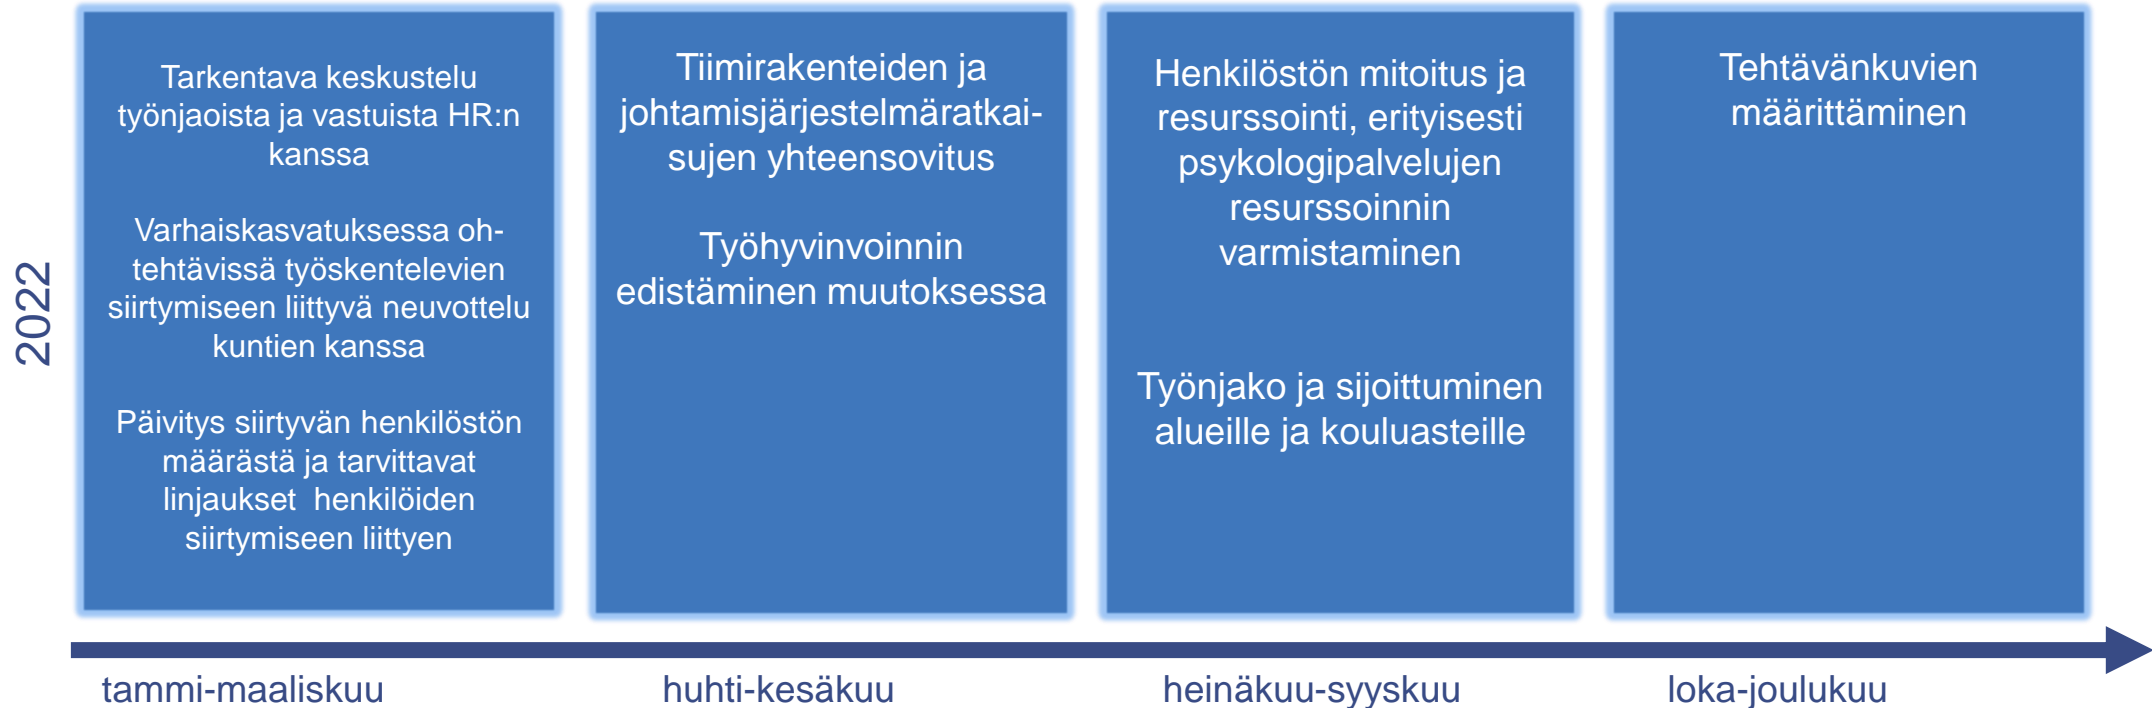 2022
Tarkentava keskustelu
työnjaoista ja vastuista HR:n
kanssa
Varhaiskasvatuksessa oh-
tehtävissä työskentelevien
siirtymiseen liittyvä neuvottelu
kuntien kanssa
Päivitys siirtyvän henkilöstön
määrästä ja tarvittavat
linjaukset  henkilöiden
siirtymiseen liittyen
Tiimirakenteiden ja
johtamisjärjestelmäratkai-
sujen yhteensovitus
Työhyvinvoinnin
edistäminen muutoksessa
Henkilöstön mitoitus ja
resurssointi, erityisesti
psykologipalvelujen
resurssoinnin
varmistaminen
Työnjako ja sijoittuminen
alueille ja kouluasteille
Tehtävänkuvien
määrittäminen
tammi-maaliskuu
huhti-kesäkuu
heinäkuu-syyskuu
loka-joulukuu